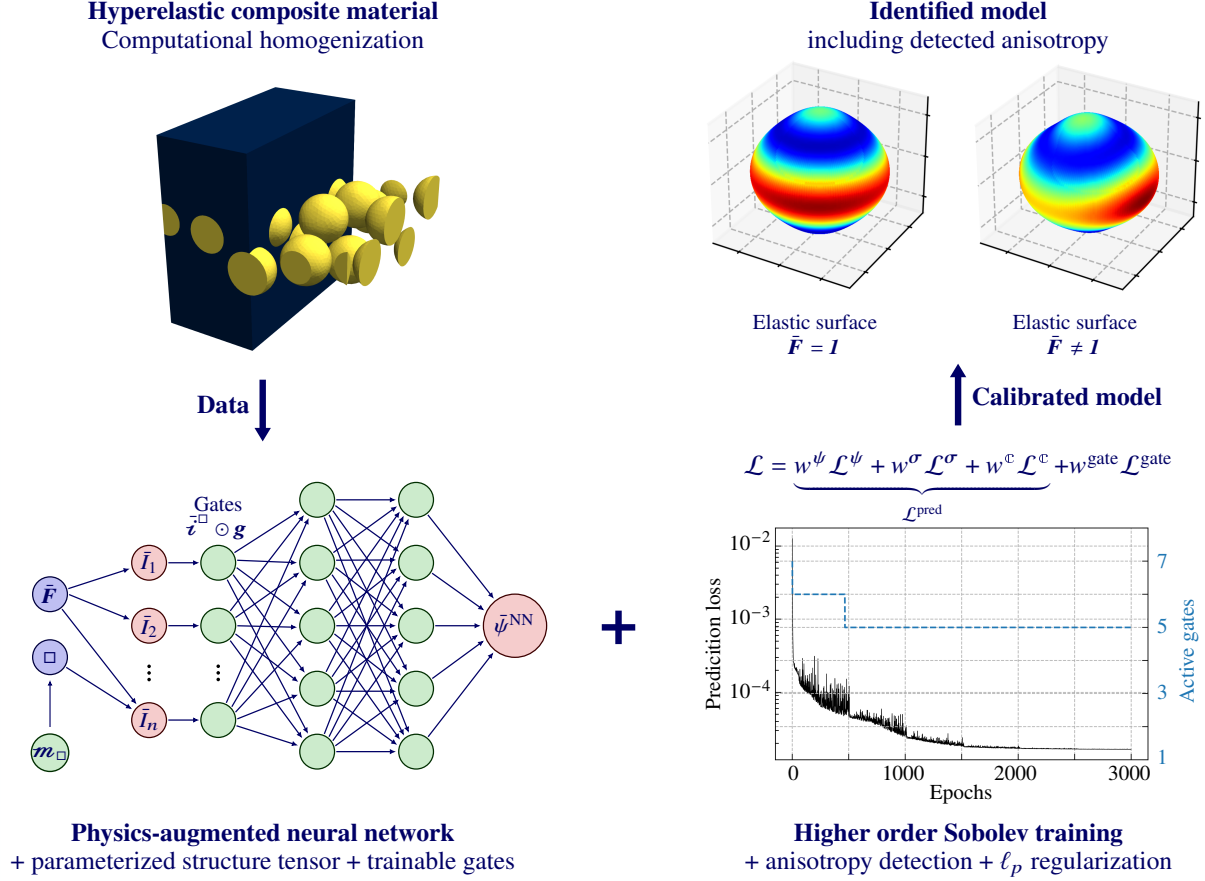 Hyperelastic composite material
Computational homogenization
Data
Gates
ī^□ ⊙ g
F̄
□
m_□
Ī₁
Ī₂
⋮ ⋮
Īₙ
ψ̄^NN
Physics-augmented neural network
+ parameterized structure tensor + trainable gates
+
Identified model
including detected anisotropy
Elastic surface
F̄ = 1
Elastic surface
F̄ ≠ 1
Calibrated model
ℒ = w^ψ ℒ^ψ + w^σ ℒ^σ + w^ℂ ℒ^ℂ +w^gate ℒ^gate
ℒ^pred
Predicition loss
10⁻²
10⁻³
10⁻⁴
0 1000 2000 3000
Epochs
7
5
3
1
Active gates
Higher order Sobolev training
+ anisotropy detection + ℓₚ regularization